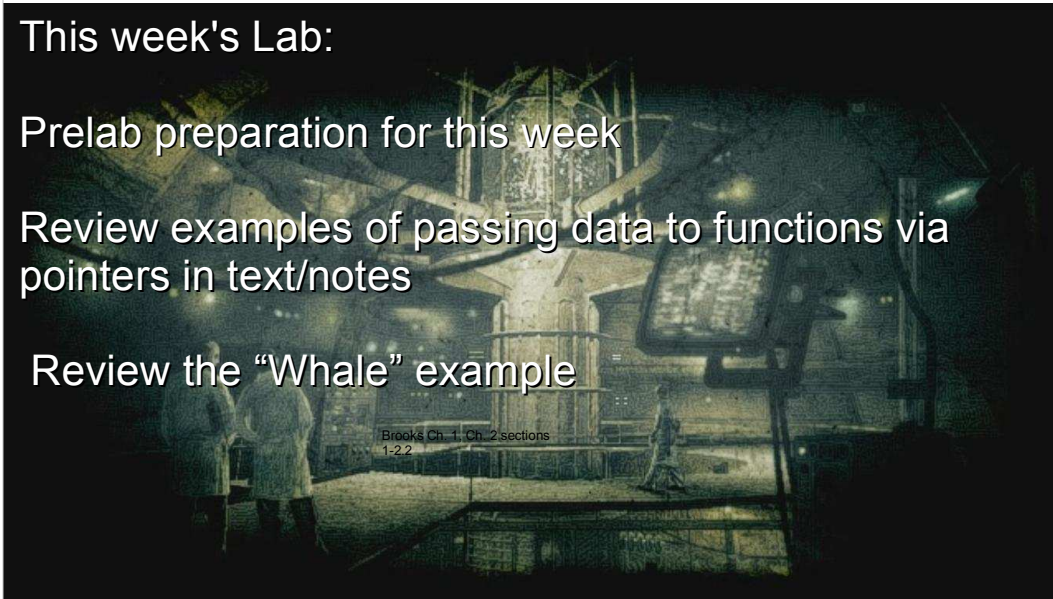 This week's Lab:
Prelab preparation for this week
Review examples of passing data to functions via
pointers in text/notes
Review the “Whale” example
Brooks Ch. 1, Ch. 2 sections
1-2.2